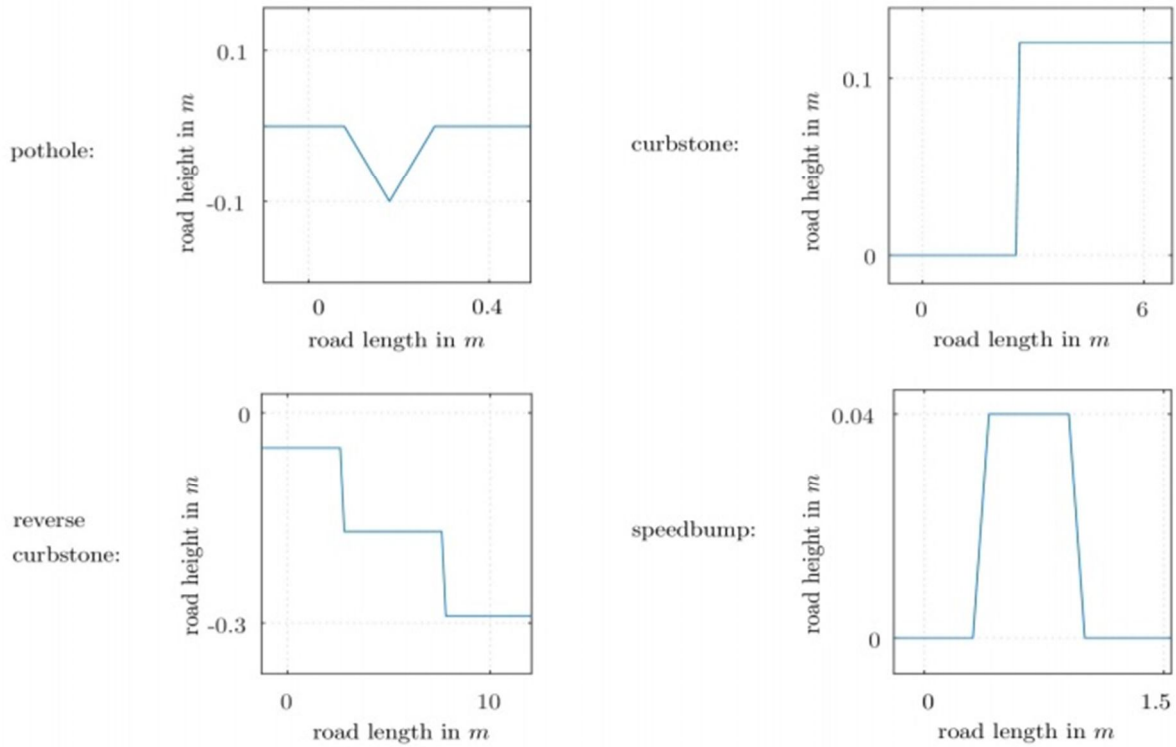 pothole:
road height in m
0.1
-0.1
0
0.4
road length in m
curbstone:
road height in m
0.1
0
0
6
road length in m
reverse
curbstone:
road height in m
0
-0.3
0
10
road length in m
speedbump:
road height in m
0.04
0
0
1.5
road length in m